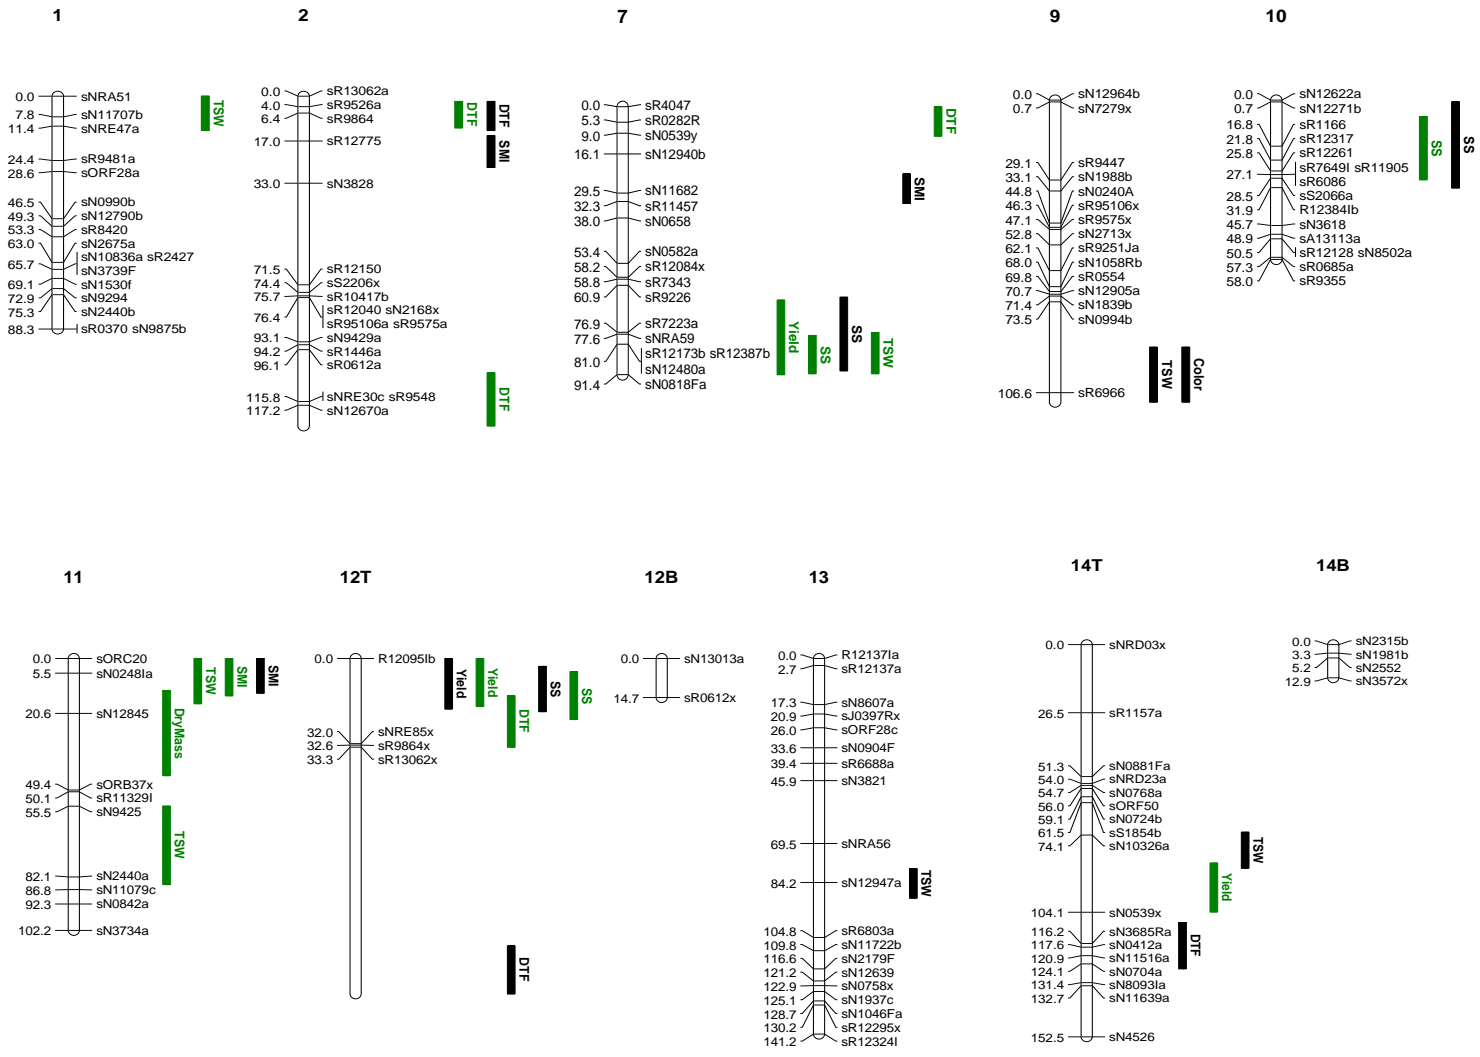 1
0.0 sNRA51
7.8 sN11707b
11.4 sNRE47a
24.4 sR9481a
28.6 sORF28a
46.5 sN0990b
49.3 sN12790b
53.3 sR8420
63.0 sN2675a
65.7 sN10836a sR2427
sN3739F
69.1 sN1530f
72.9 sN9294
75.3 sN2440b
88.3 sR0370 sN9875b
TSW
2
0.0 sR13062a
4.0 sR9526a
6.4 sR9864
17.0 sR12775
33.0 sN3828
71.5 sR12150
74.4 sS2206x
75.7 sR10417b
76.4 sR12040 sN2168x
sR95106a sR9575a
93.1 sN9429a
94.2 sR1446a
96.1 sR0612a
115.8 sNRE30c sR9548
117.2 sN12670a
DTF
DTF
SMI
DTF
7
0.0 sR4047
5.3 sR0282R
9.0 sN0539y
16.1 sN12940b
29.5 sN11682
32.3 sR11457
38.0 sN0658
53.4 sN0582a
58.2 sR12084x
58.8 sR7343
60.9 sR9226
76.9 sR7223a
77.6 sNRA59
81.0 sR12173b sR12387b
sN12480a
91.4 sN0818Fa
Yield
SS
SS
TSW
SMI
DTF
9
0.0 sN12964b
0.7 sN7279x
29.1 sR9447
33.1 sN1988b
44.8 sN0240A
46.3 sR95106x
47.1 sR9575x
52.8 sN2713x
62.1 sR9251Ja
68.0 sN1058Rb
69.8 sR0554
70.7 sN12905a
71.4 sN1839b
73.5 sN0994b
106.6 sR6966
TSW
Color
10
0.0 sN12622a
0.7 sN12271b
16.8 sR1166
21.8 sR12317
25.8 sR12261
27.1 sR7649I sR11905
sR6086
28.5 sS2066a
31.9 R12384Ib
45.7 sN3618
48.9 sA13113a
50.5 sR12128 sN8502a
57.3 sR0685a
58.0 sR9355
SS
SS
11
0.0 sORC20
5.5 sN0248Ia
20.6 sN12845
49.4 sORB37x
50.1 sR11329I
55.5 sN9425
82.1 sN2440a
86.8 sN11079c
92.3 sN0842a
102.2 sN3734a
DryMass
TSW
TSW
SMI
SMI
12T
0.0 R12095Ib
32.0 sNRE85x
32.6 sR9864x
33.3 sR13062x
Yield
Yield
DTF
SS
SS
DTF
12B
0.0 sN13013a
14.7 sR0612x
13
0.0 R12137Ia
2.7 sR12137a
17.3 sN8607a
20.9 sJ0397Rx
26.0 sORF28c
33.6 sN0904F
39.4 sR6688a
45.9 sN3821
69.5 sNRA56
84.2 sN12947a
104.8 sR6803a
109.8 sN11722b
116.6 sN2179F
121.2 sN12639
122.9 sN0758x
125.1 sN1937c
128.7 sN1046Fa
130.2 sR12295x
141.2 sR12324I
TSW
14T
0.0 sNRD03x
26.5 sR1157a
51.3 sN0881Fa
54.0 sNRD23a
54.7 sN0768a
56.0 sORF50
59.1 sN0724b
61.5 sS1854b
74.1 sN10326a
104.1 sN0539x
116.2 sN3685Ra
117.6 sN0412a
120.9 sN11516a
124.1 sN0704a
131.4 sN8093Ia
132.7 sN11639a
152.5 sN4526
DTF
Yield
TSW
14B
0.0 sN2315b
3.3 sN1981b
5.2 sN2552
12.9 sN3572x